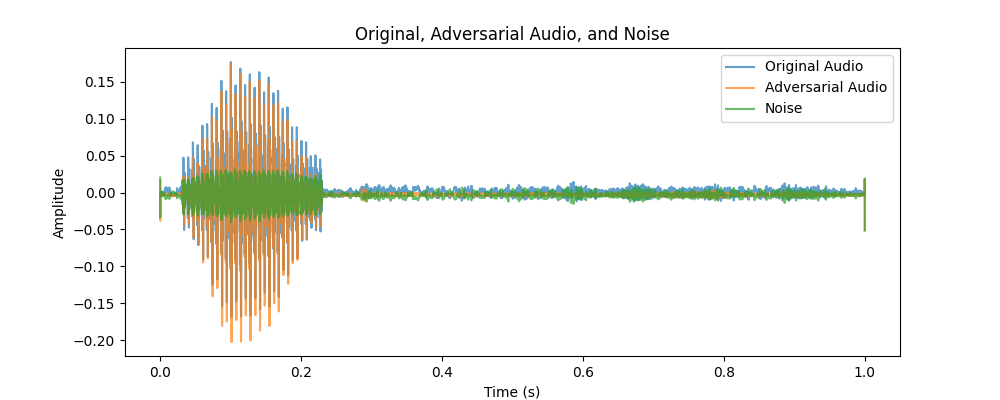 Original, Adversarial Audio, and Noise
Original Audio
Adversarial Audio
Noise
Amplitude
0.15
0.10
0.05
0.00
−0.05
−0.10
−0.15
−0.20
0.0
0.2
0.4
0.6
0.8
1.0
Time (s)